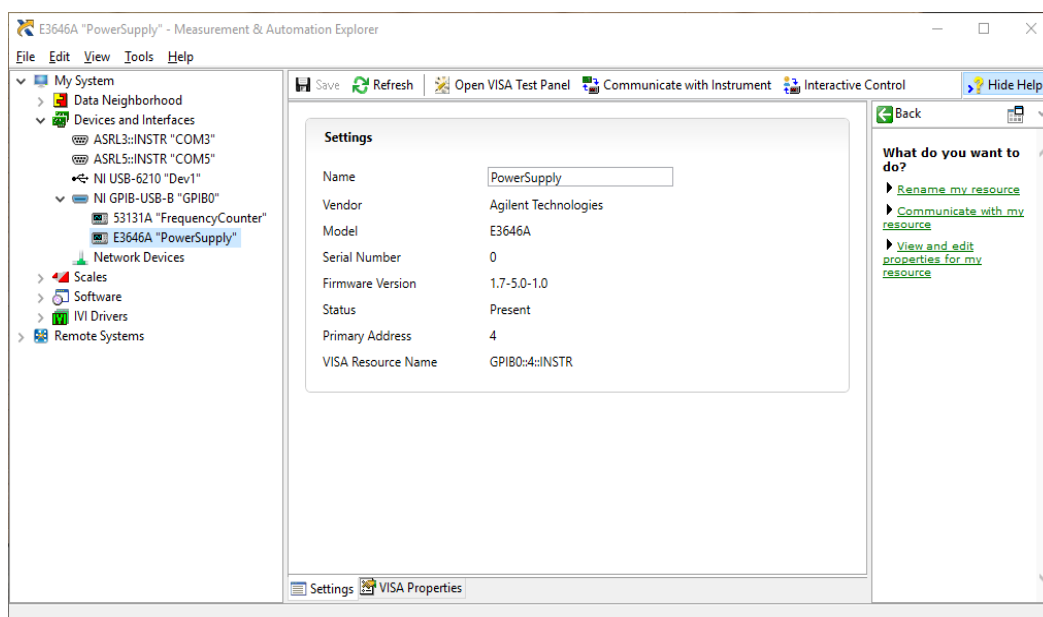 E3646A "PowerSupply" - Measurement & Automation Explorer
File Edit View Tools Help
My System
Data Neighborhood
Devices and Interfaces
ASRL3::INSTR "COM3"
ASRL5::INSTR "COM5"
NI USB-6210 "Dev1"
NI GPIB-USB-B "GPIB0"
53131A "FrequencyCounter"
E3646A "PowerSupply"
Network Devices
Scales
Software
IVI Drivers
Remote Systems
Save Refresh Open VISA Test Panel Communicate with Instrument Interactive Control Hide Help
Settings
Name PowerSupply
Vendor Agilent Technologies
Model E3646A
Serial Number 0
Firmware Version 1.7-5.0-1.0
Status Present
Primary Address 4
VISA Resource Name GPIB0::4::INSTR
Settings VISA Properties
Back
What do you want to
do?
Rename my resource
Communicate with my
resource
View and edit
properties for my
resource